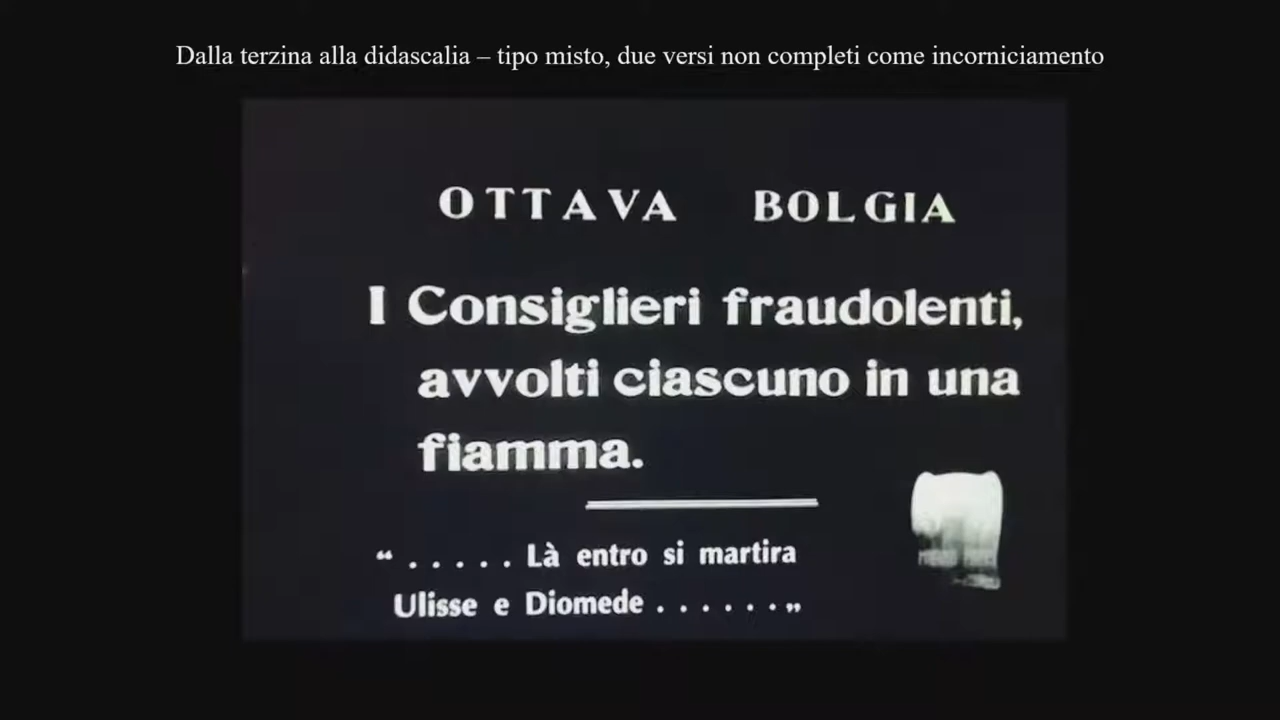 Dalla terzina alla didascalia – tipo misto, due versi non completi come incorniciamento
OTTAVA BOLGIA
I Consiglieri fraudolenti,
avvolti ciascuno in una
fiamma.
“ . . . . . Là entro si martira
Ulisse e Diomede . . . . . . „